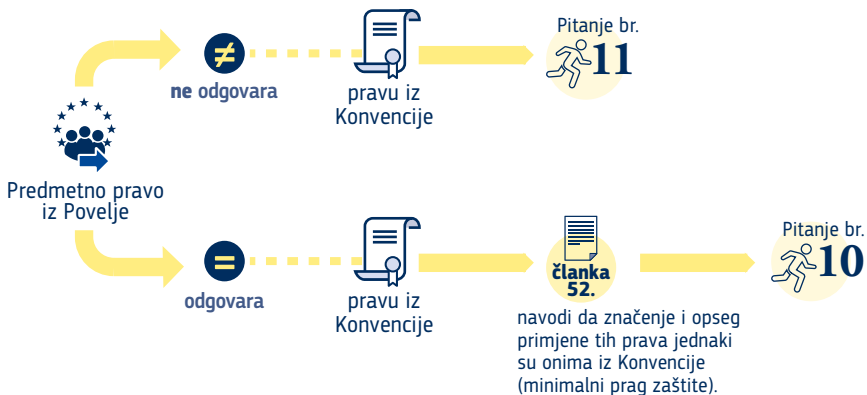 Pitanje br.
11
≠
ne odgovara
pravu iz
Konvencije
Predmetno pravo
iz Povelje
=
odgovara
pravu iz
Konvencije
članka
52.
navodi da značenje i opseg
primjene tih prava jednaki
su onima iz Konvencije
(minimalni prag zaštite).
Pitanje br.
10